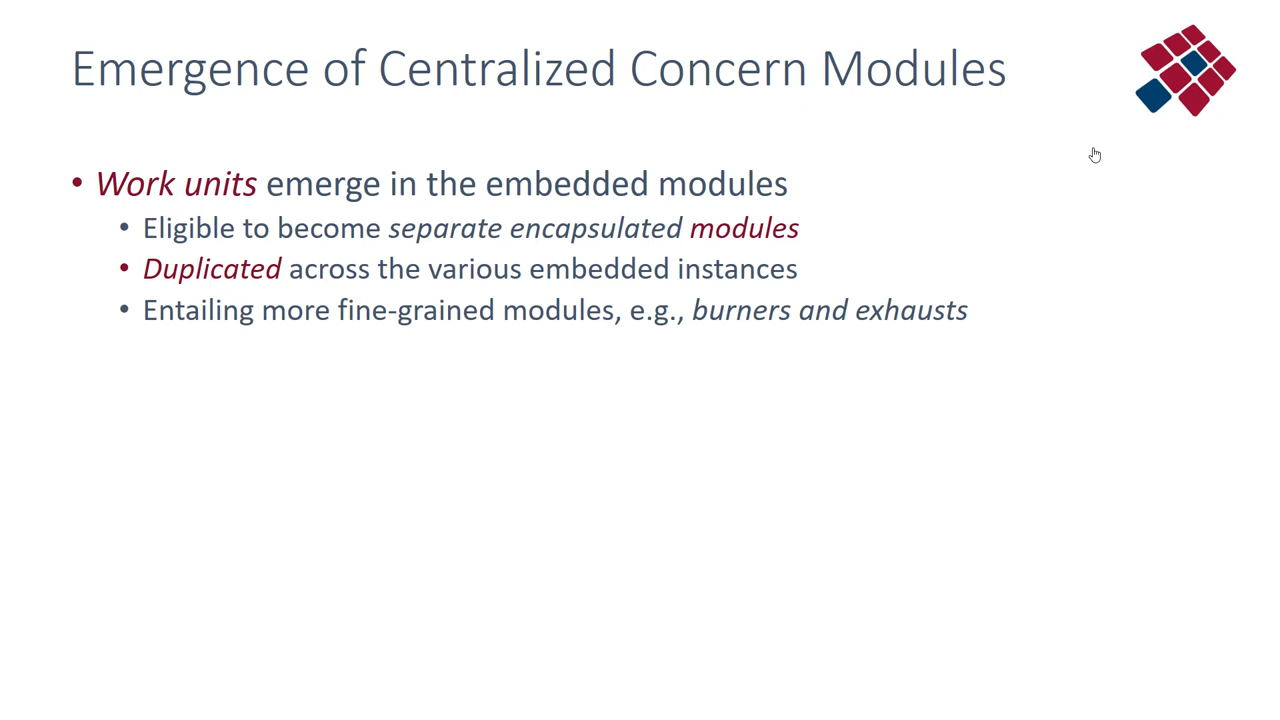 Emergence of Centralized Concern Modules
• Work units emerge in the embedded modules
• Eligible to become separate encapsulated modules
• Duplicated across the various embedded instances
• Entailing more fine-grained modules, e.g., burners and exhausts